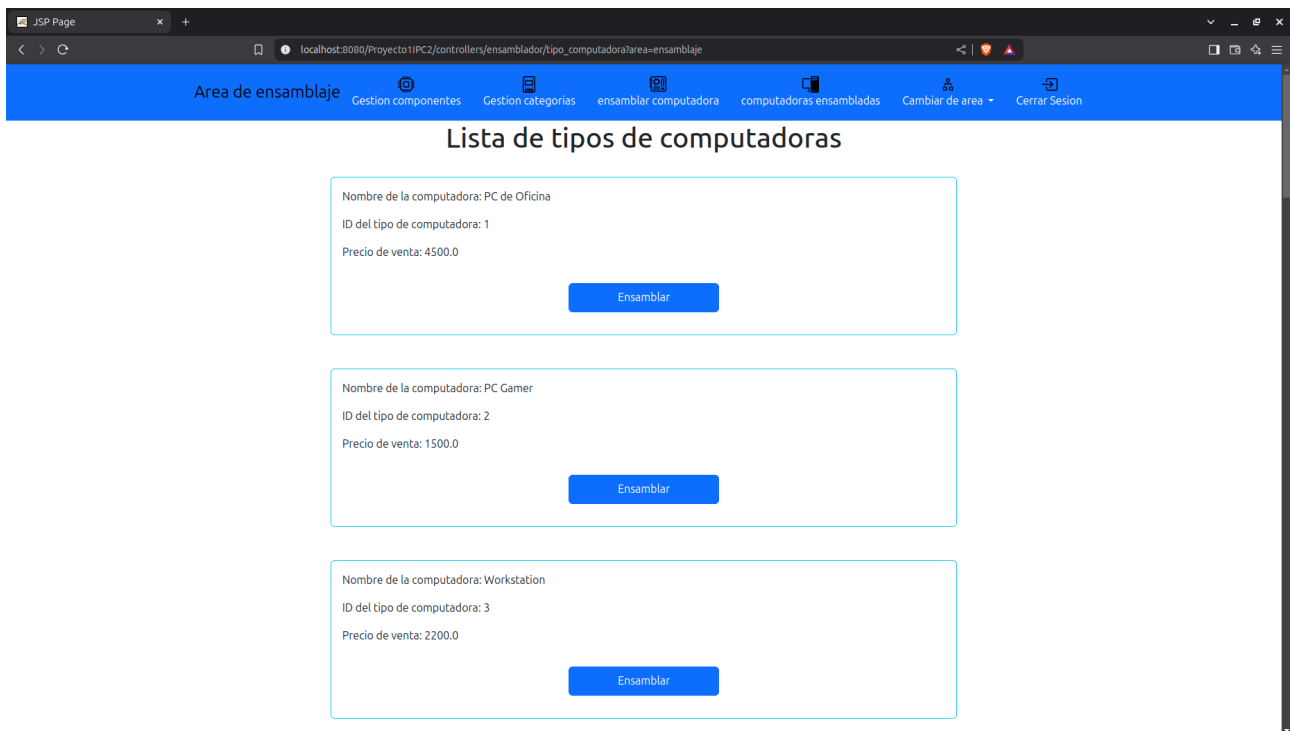 JSP Page
localhost:8080/Proyecto1IPC2/controllers/ensamblador/tipo_computadora?area=ensamblaje
Area de ensamblaje
Gestion componentes
Gestion categorias
ensamblar computadora
computadoras ensambladas
Cambiar de area
Cerrar Sesion
Lista de tipos de computadoras
Nombre de la computadora: PC de Oficina
ID del tipo de computadora: 1
Precio de venta: 4500.0
Ensamblar
Nombre de la computadora: PC Gamer
ID del tipo de computadora: 2
Precio de venta: 1500.0
Ensamblar
Nombre de la computadora: Workstation
ID del tipo de computadora: 3
Precio de venta: 2200.0
Ensamblar